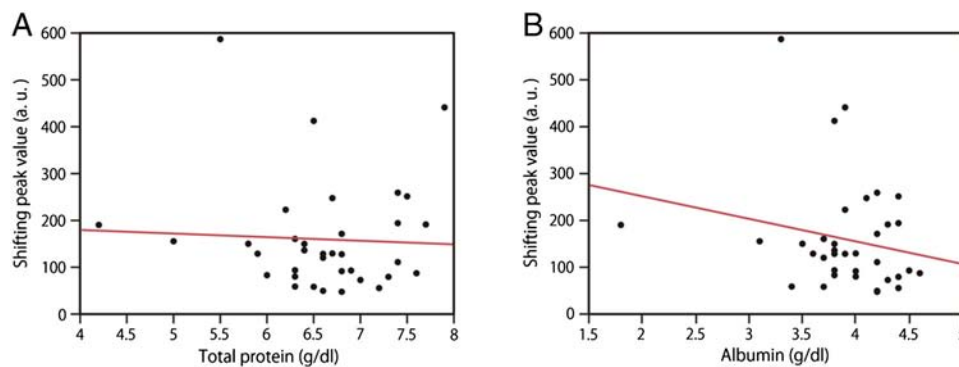 A
600
500
400
300
200
100
0
Shifting peak value (a. u.)
4 4.5 5 5.5 6 6.5 7 7.5 8
Total protein (g/dl)
B
600
500
400
300
200
100
0
Shifting peak value (a. u.)
1.5 2 2.5 3 3.5 4 4.5
Albumin (g/dl)